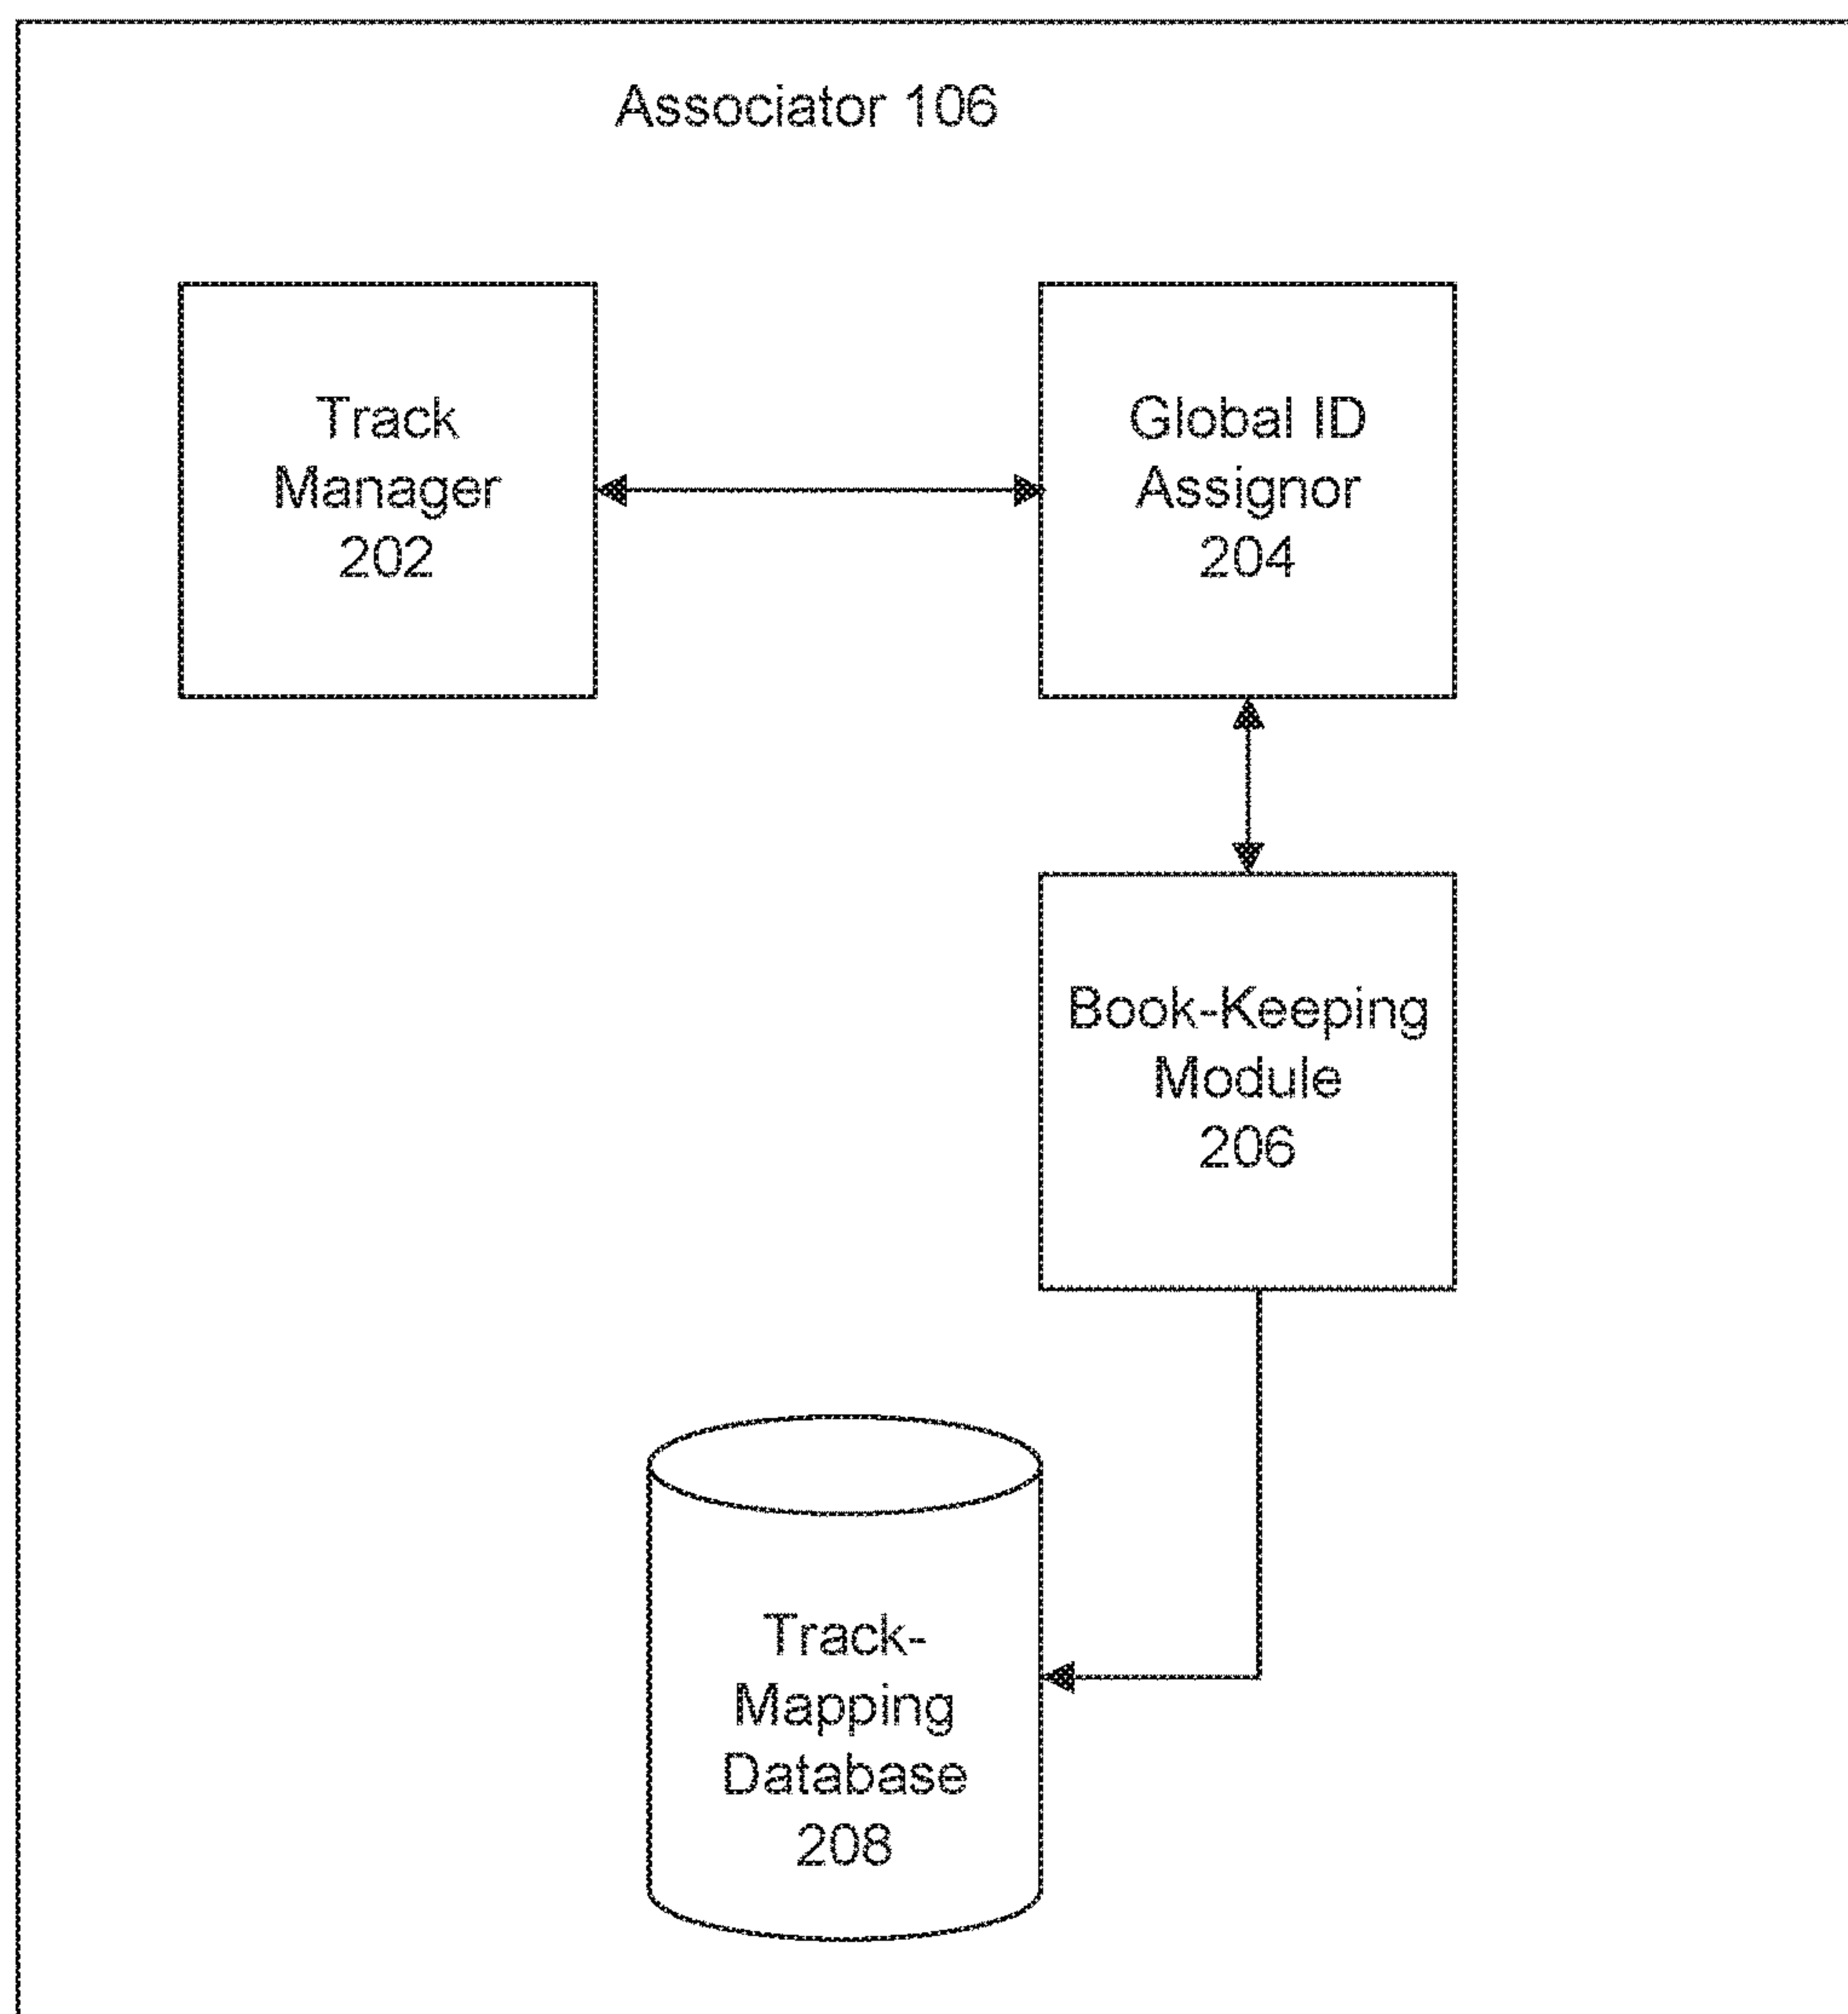 Associator 106
Track
Manager
202
Global ID
Assignor
204
Book-Keeping
Module
206
Track-
Mapping
Database
208